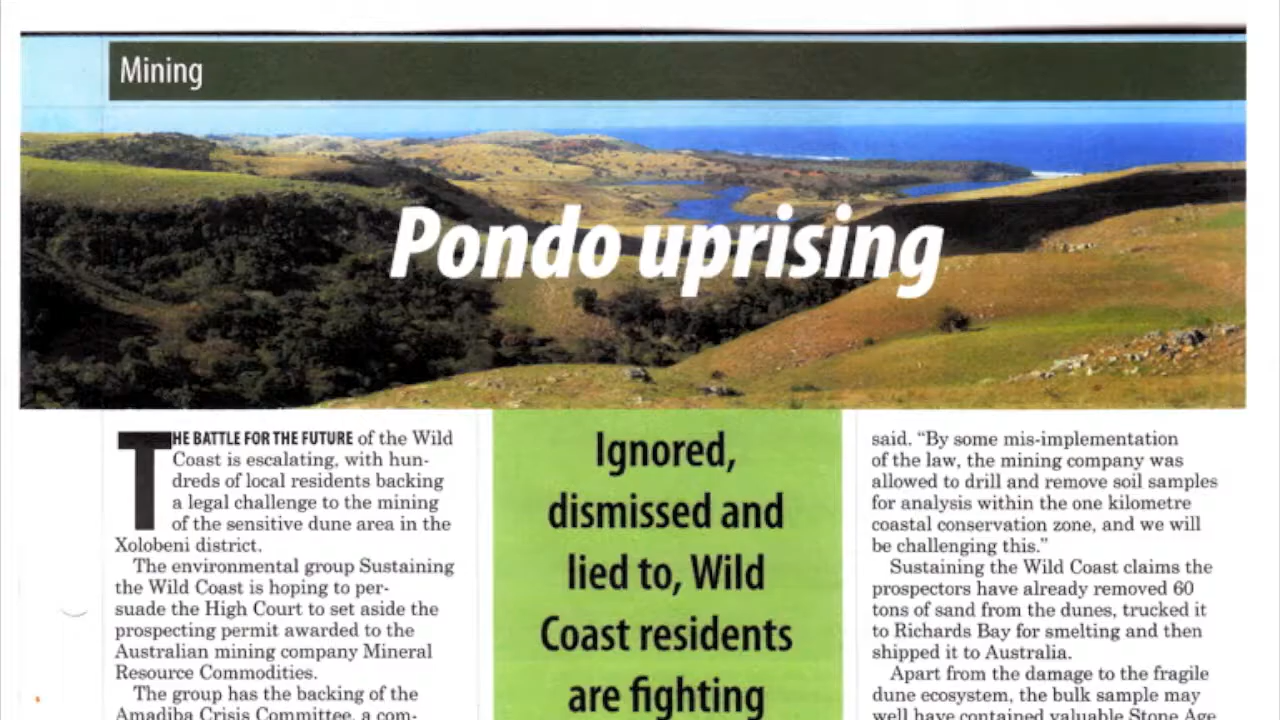 Mining
Pondo uprising
THE BATTLE FOR THE FUTURE of the Wild
Coast is escalating, with hun-
dreds of local residents backing
a legal challenge to the mining
of the sensitive dune area in the
Xolobeni district.
The environmental group Sustaining
the Wild Coast is hoping to per-
suade the High Court to set aside the
prospecting permit awarded to the
Australian mining company Mineral
Resource Commodities.
The group has the backing of the
Amadiba Crisis Committee, a com-
Ignored,
dismissed and
lied to, Wild
Coast residents
are fighting
said. “By some mis-implementation
of the law, the mining company was
allowed to drill and remove soil samples
for analysis within the one kilometre
coastal conservation zone, and we will
be challenging this.”
Sustaining the Wild Coast claims the
prospectors have already removed 60
tons of sand from the dunes, trucked it
to Richards Bay for smelting and then
shipped it to Australia.
Apart from the damage to the fragile
dune ecosystem, the bulk sample may
well have contained valuable Stone Age